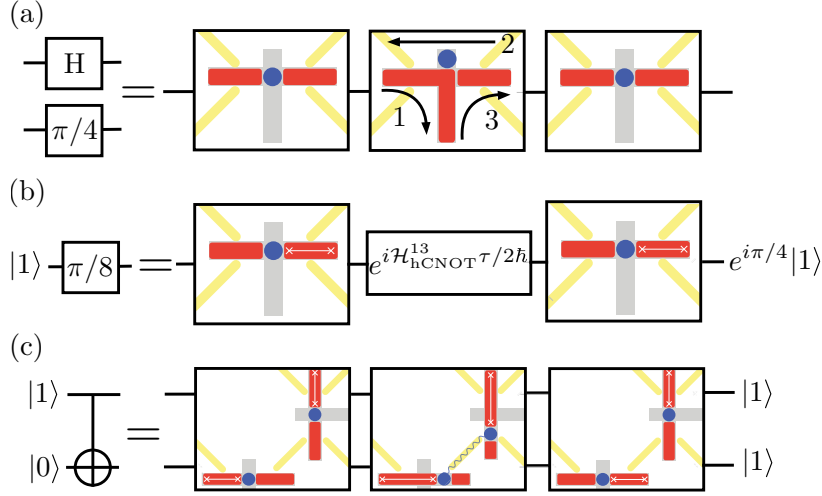 (a)
H
π/4
=
1
2
3
(b)
|1⟩ π/8 = e^{iℋ^{13}_{hCNOT}τ/2ℏ} e^{iπ/4}|1⟩
(c)
|1⟩ |1⟩
=
|0⟩ |1⟩